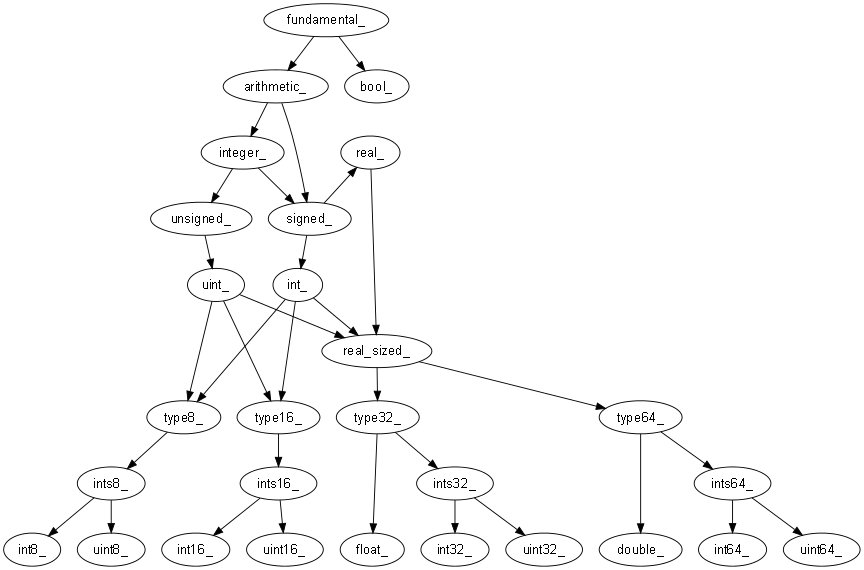 fundamental_
arithmetic_
bool_
integer_
real_
unsigned_
signed_
uint_
int_
real_sized_
type8_
type16_
type32_
type64_
ints8_
ints16_
ints32_
ints64_
int8_
uint8_
int16_
uint16_
float_
int32_
uint32_
double_
int64_
uint64_